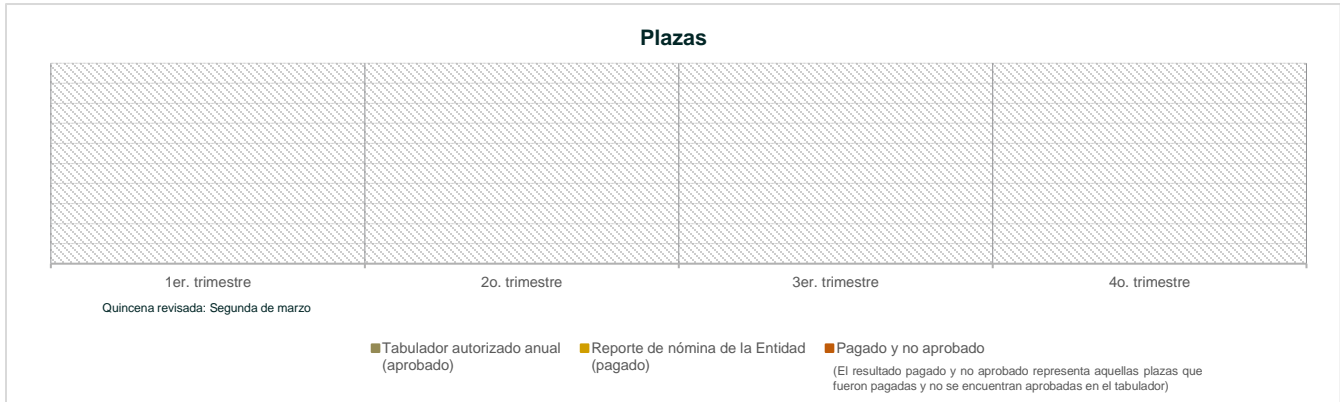 Plazas
1er. trimestre
2o. trimestre
3er. trimestre
4o. trimestre
Quincena revisada: Segunda de marzo
Tabulador autorizado anual
(aprobado)
Reporte de nómina de la Entidad
(pagado)
Pagado y no aprobado
(El resultado pagado y no aprobado representa aquellas plazas que
fueron pagadas y no se encuentran aprobadas en el tabulador)